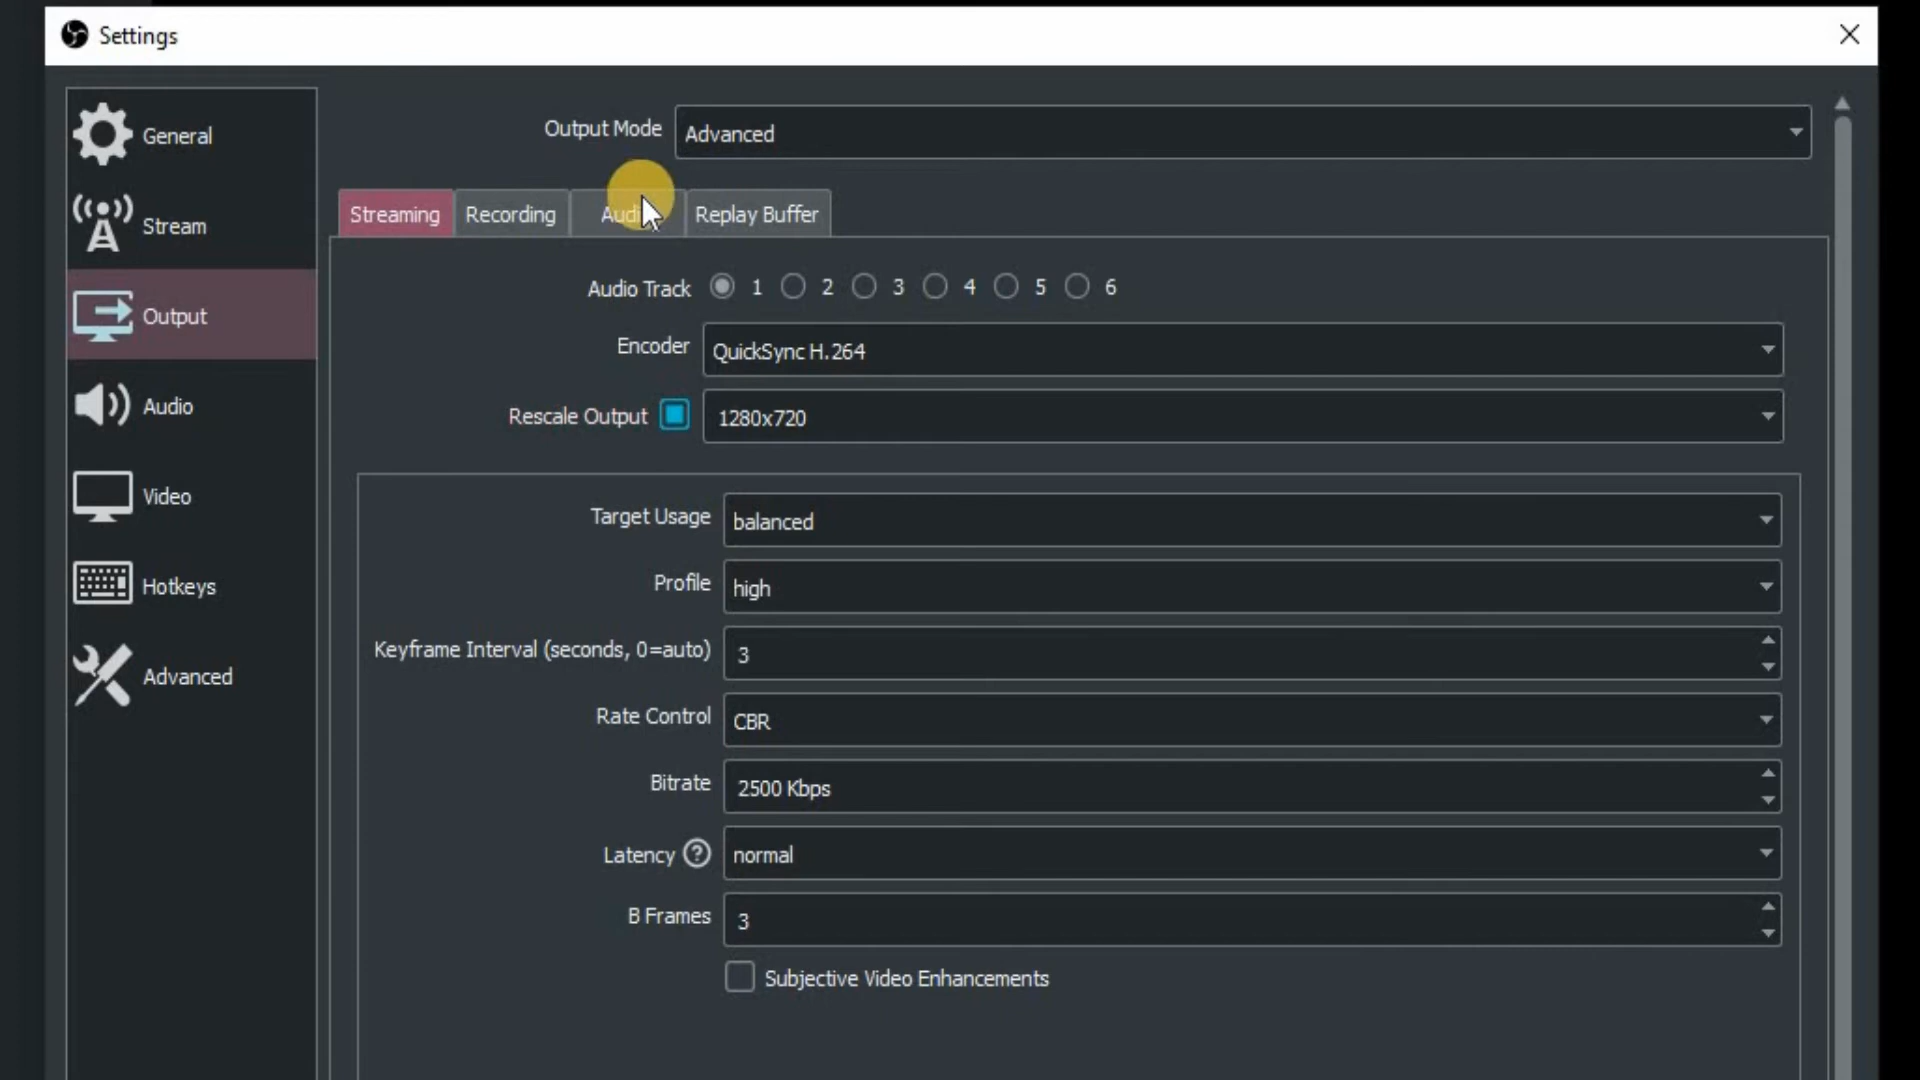 Settings
General
Stream
Output
Audio
Video
Hotkeys
Advanced
Output Mode Advanced
Streaming Recording Replay Buffer
Audio Track 1 2 3 4 5 6
Encoder QuickSync H.264
Rescale Output 1280x720
Target Usage balanced
Profile high
Keyframe Interval (seconds, 0=auto) 3
Rate Control CBR
Bitrate 2500 Kbps
Latency ? normal
B Frames 3
Subjective Video Enhancements